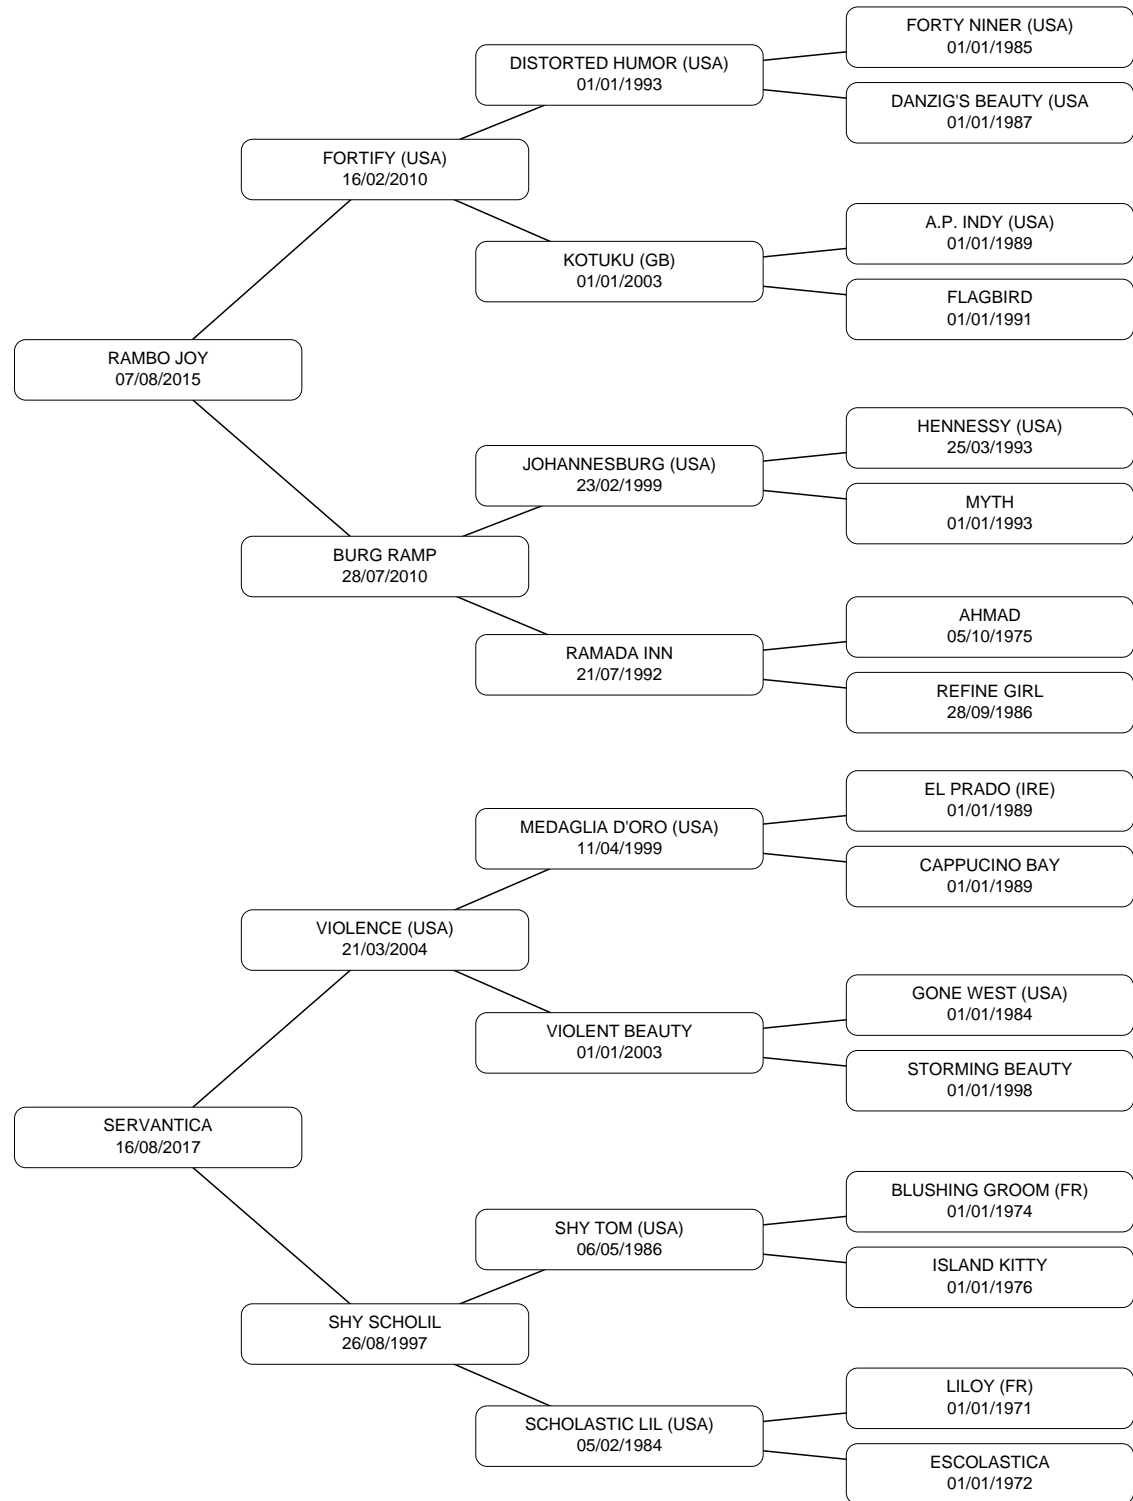 FORTY NINER (USA)
01/01/1985
DISTORTED HUMOR (USA)
01/01/1993
DANZIG'S BEAUTY (USA
01/01/1987
FORTIFY (USA)
16/02/2010
A.P. INDY (USA)
01/01/1989
KOTUKU (GB)
01/01/2003
FLAGBIRD
01/01/1991
RAMBO JOY
07/08/2015
HENNESSY (USA)
25/03/1993
JOHANNESBURG (USA)
23/02/1999
MYTH
01/01/1993
BURG RAMP
28/07/2010
AHMAD
05/10/1975
RAMADA INN
21/07/1992
REFINE GIRL
28/09/1986
EL PRADO (IRE)
01/01/1989
MEDAGLIA D'ORO (USA)
11/04/1999
CAPPUCINO BAY
01/01/1989
VIOLENCE (USA)
21/03/2004
GONE WEST (USA)
01/01/1984
VIOLENT BEAUTY
01/01/2003
STORMING BEAUTY
01/01/1998
SERVANTICA
16/08/2017
BLUSHING GROOM (FR)
01/01/1974
SHY TOM (USA)
06/05/1986
ISLAND KITTY
01/01/1976
SHY SCHOLIL
26/08/1997
LILOY (FR)
01/01/1971
SCHOLASTIC LIL (USA)
05/02/1984
ESCOLASTICA
01/01/1972